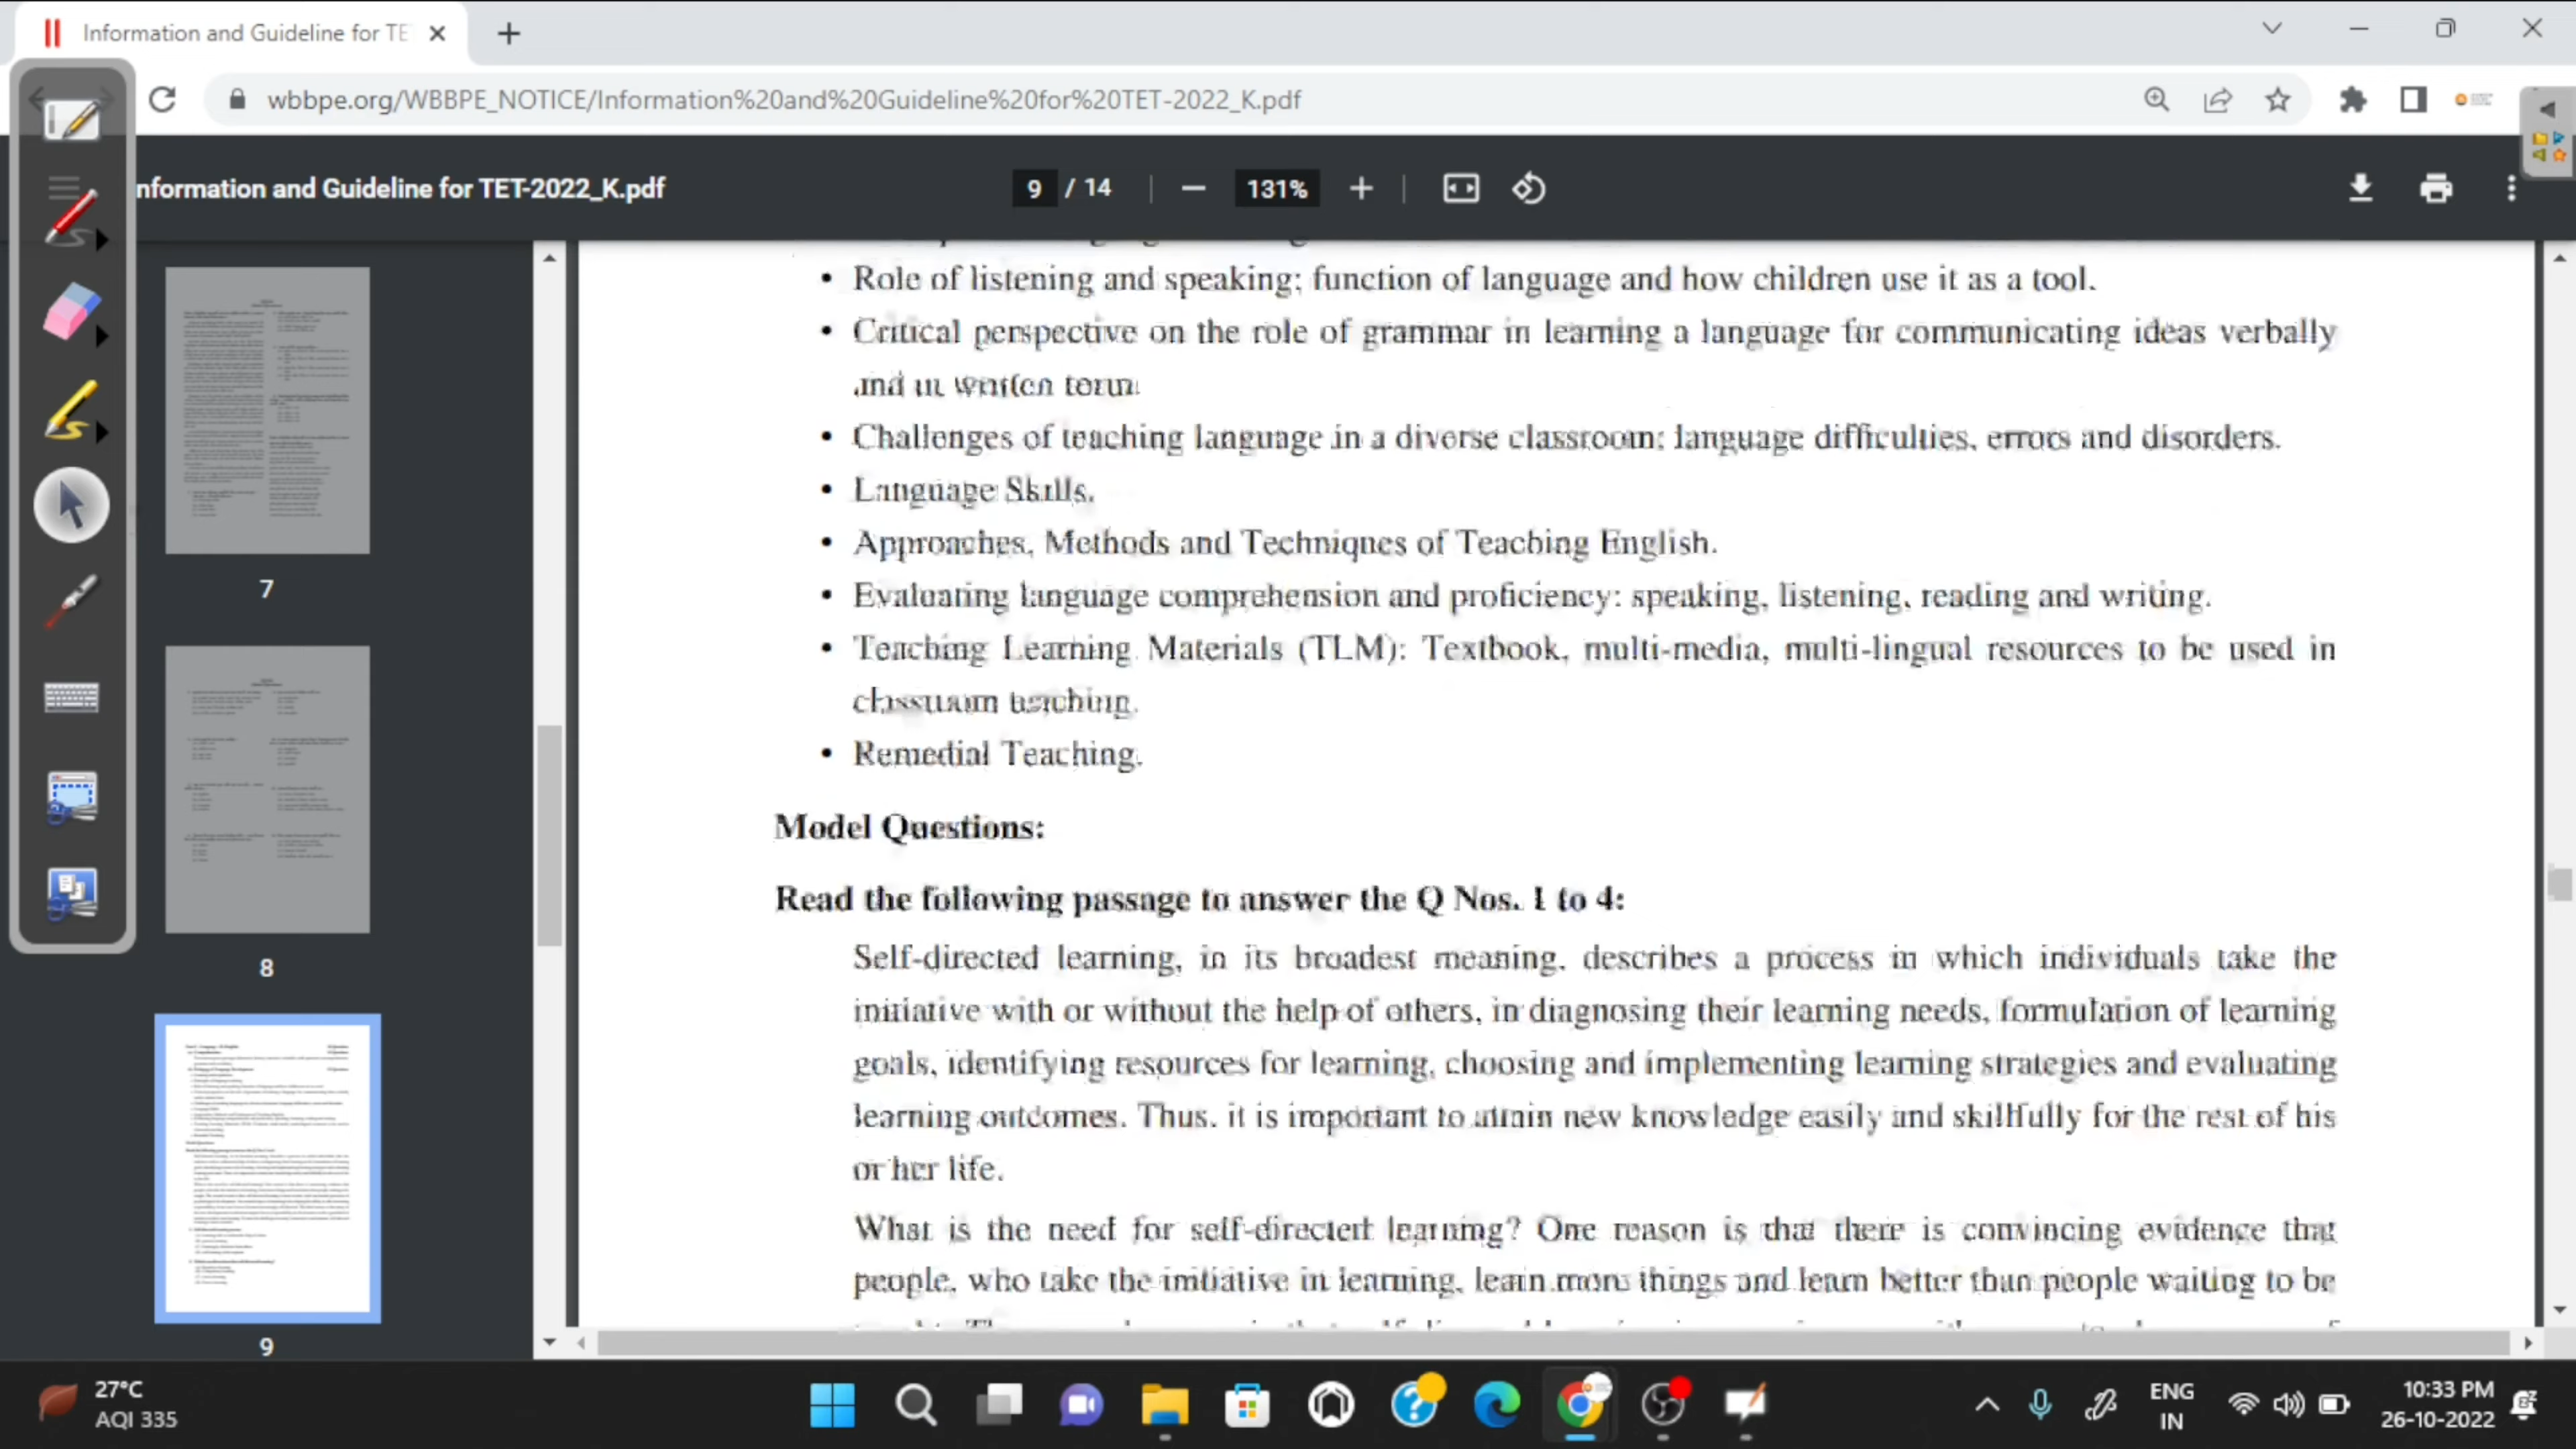 Information and Guideline for TE
wbbpe.org/WBBPE_NOTICE/Information%20and%20Guideline%20for%20TET-2022_K.pdf
nformation and Guideline for TET-2022_K.pdf
9 / 14
131%
• Role of listening and speaking; function of language and how children use it as a tool.
• Critical perspective on the role of grammar in learning a language for communicating ideas verbally
and in written form.
• Challenges of teaching language in a diverse classroom; language difficulties, errors and disorders.
• Language Skills.
• Approaches, Methods and Techniques of Teaching English.
• Evaluating language comprehension and proficiency: speaking, listening, reading and writing.
• Teaching Learning Materials (TLM): Textbook, multi-media, multi-lingual resources to be used in
classroom teaching.
• Remedial Teaching.
Model Questions:
Read the following passage to answer the Q Nos. 1 to 4:
Self-directed learning, in its broadest meaning, describes a process in which individuals take the
initiative with or without the help of others, in diagnosing their learning needs, formulation of learning
goals, identifying resources for learning, choosing and implementing learning strategies and evaluating
learning outcomes. Thus, it is important to attain new knowledge easily and skillfully for the rest of his
or her life.
What is the need for self-directed learning? One reason is that there is convincing evidence that
people, who take the initiative in learning, learn more things and learn better than people waiting to be
7
8
9
27°C
AQI 335
ENG
IN
10:33 PM
26-10-2022